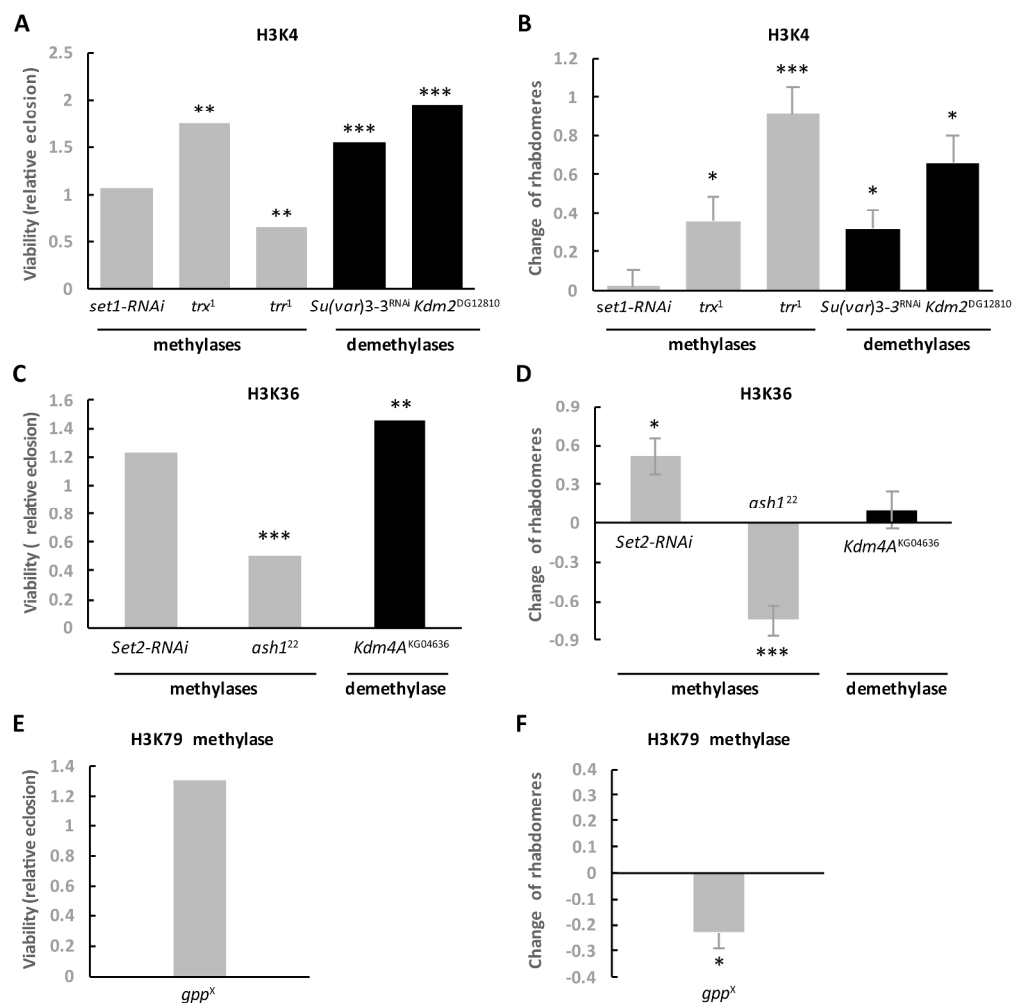 A
H3K4
Viability (relative eclosion)
2.5
2
1.5
1
0.5
0
**
**
***
***
set1-RNAi trx¹ trr¹ Su(var)3-3ᴿᴺᴬⁱ Kdm2ᴰᴳ¹²⁸¹⁰
methylases demethylases
B
H3K4
Change of rhabdomeres
1.2
1
0.8
0.6
0.4
0.2
0
*
***
*
*
set1-RNAi trx¹ trr¹ Su(var)3-3ᴿᴺᴬⁱ Kdm2ᴰᴳ¹²⁸¹⁰
methylases demethylases
C
H3K36
Viability ( relative eclosion)
1.6
1.4
1.2
1
0.8
0.6
0.4
0.2
0
***
**
Set2-RNAi ash1²² Kdm4Aᴷᴳ⁰⁴⁶³⁶
methylases demethylase
D
H3K36
Change of rhabdomeres
0.9
0.6
0.3
0
-0.3
-0.6
-0.9
*
ash1²²
Set2-RNAi Kdm4Aᴷᴳ⁰⁴⁶³⁶
***
methylases demethylase
E
H3K79 methylase
Viability (relative eclosion)
1.4
1.2
1
0.8
0.6
0.4
0.2
0
gppˣ
F
H3K79 methylase
Change of rhabdomeres
0.4
0.3
0.2
0.1
0
-0.1
-0.2
-0.3
-0.4
*
gppˣ